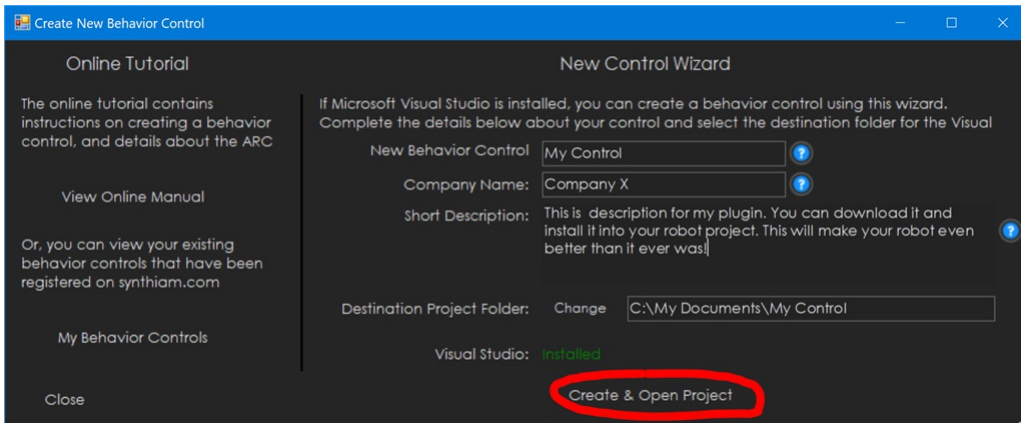 Create New Behavior Control
Online Tutorial
The online tutorial contains
instructions on creating a behavior
control, and details about the ARC
View Online Manual
Or, you can view your existing
behavior controls that have been
registered on synthiam.com
My Behavior Controls
Close
New Control Wizard
If Microsoft Visual Studio is installed, you can create a behavior control using this wizard.
Complete the details below about your control and select the destination folder for the Visual
New Behavior Control My Control ?
Company Name: Company X ?
Short Description: This is  description for my plugin. You can download it and
install it into your robot project. This will make your robot even ?
better than it ever was!
Destination Project Folder: Change C:\My Documents\My Control
Visual Studio: Installed
Create & Open Project